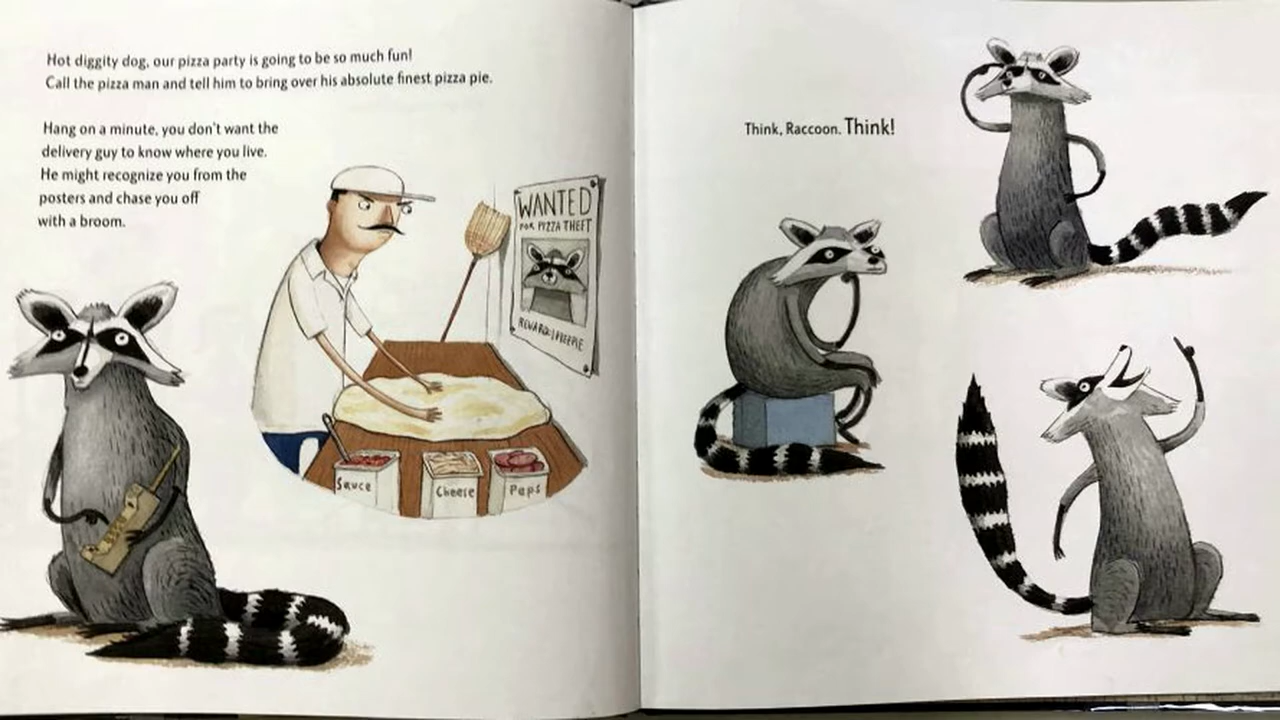 Hot diggity dog, our pizza party is going to be so much fun!
Call the pizza man and tell him to bring over his absolute finest pizza pie.
Hang on a minute, you don't want the
delivery guy to know where you live.
He might recognize you from the
posters and chase you off
with a broom.
WANTED
FOR PIZZA THEFT
REWARD:
Sauce
Cheese
Peps
Think, Raccoon. Think!